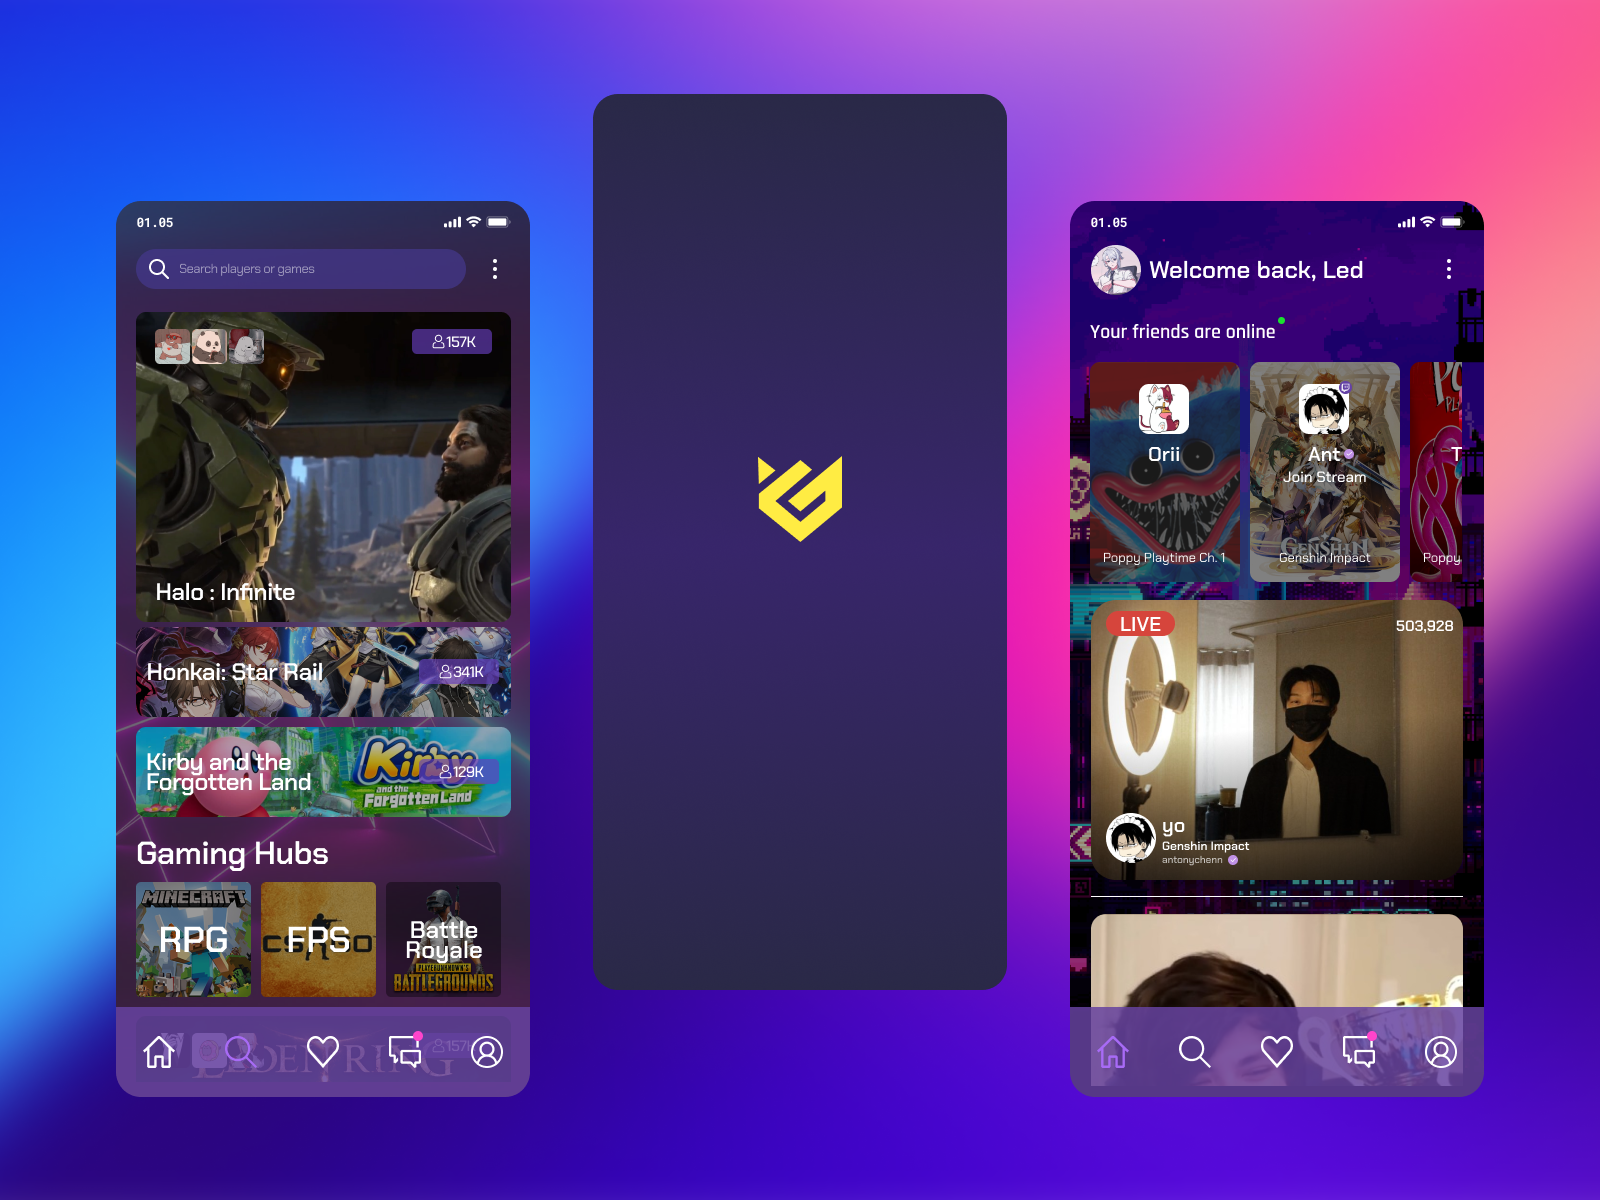 01.05
Search players or games
157K
Halo : Infinite
Honkai: Star Rail
341K
Kirby and the
Forgotten Land
129K
Kirby
and the
Forgotten Land
Gaming Hubs
MINECRAFT
RPG
CS
FPS
Battle
Royale
PLAYERUNKNOWN'S
BATTLEGROUNDS
ELDEN RING
157K
01.05
Welcome back, Led
Your friends are online
Orii
Poppy Playtime Ch. 1
Ant
Join Stream
GENSHIN
Genshin Impact
T
Poppy
LIVE
503,928
yo
Genshin Impact
antonychenn